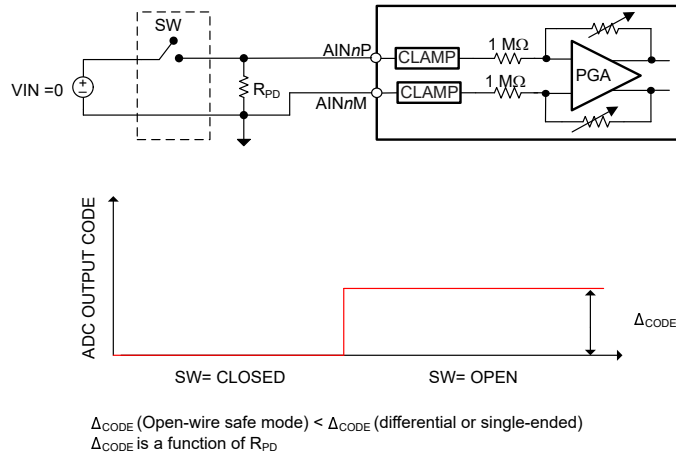 SW
VIN =0
R_PD
AINnP
AINnM
CLAMP
CLAMP
1 MΩ
1 MΩ
PGA
ADC OUTPUT CODE
SW= CLOSED
SW= OPEN
Δ_CODE
Δ_CODE (Open-wire safe mode) < Δ_CODE (differential or single-ended)
Δ_CODE is a function of R_PD